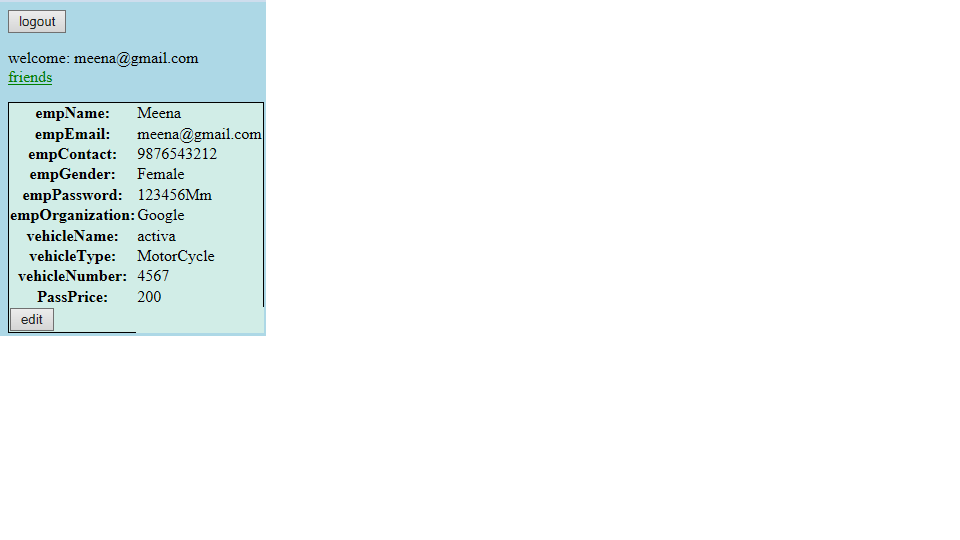 logout
welcome: meena@gmail.com
friends
empName: Meena
empEmail: meena@gmail.com
empContact: 9876543212
empGender: Female
empPassword: 123456Mm
empOrganization: Google
vehicleName: activa
vehicleType: MotorCycle
vehicleNumber: 4567
PassPrice: 200
edit